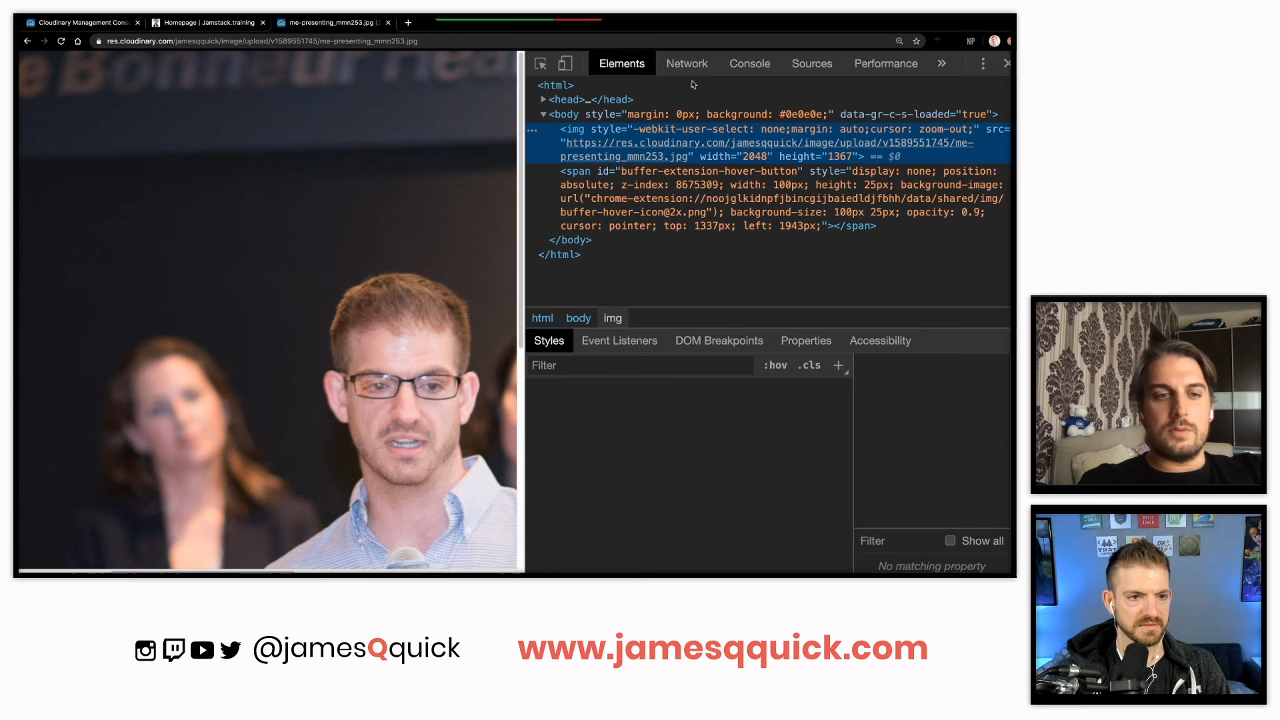 Cloudinary Management Cons
Homepage | Jamstack.training
me-presenting_mmn253.jpg (2
res.cloudinary.com/jamesqquick/image/upload/v1589551745/me-presenting_mmn253.jpg
NP
Elements
Network
Console
Sources
Performance
»
<html>
<head>…</head>
<body style="margin: 0px; background: #0e0e0e;" data-gr-c-s-loaded="true">
<img style="-webkit-user-select: none;margin: auto;cursor: zoom-out;" src=
"https://res.cloudinary.com/jamesqquick/image/upload/v1589551745/me-
presenting_mmn253.jpg" width="2048" height="1367"> == $0
<span id="buffer-extension-hover-button" style="display: none; position:
absolute; z-index: 8675309; width: 100px; height: 25px; background-image:
url("chrome-extension://noojglkidnpfjbincgijbaiedldjfbhh/data/shared/img/
buffer-hover-icon@2x.png"); background-size: 100px 25px; opacity: 0.9;
cursor: pointer; top: 1337px; left: 1943px;"></span>
</body>
</html>
html
body
img
Styles
Event Listeners
DOM Breakpoints
Properties
Accessibility
Filter
:hov
.cls
+
Filter
Show all
No matching property
@jamesQquick
www.jamesqquick.com